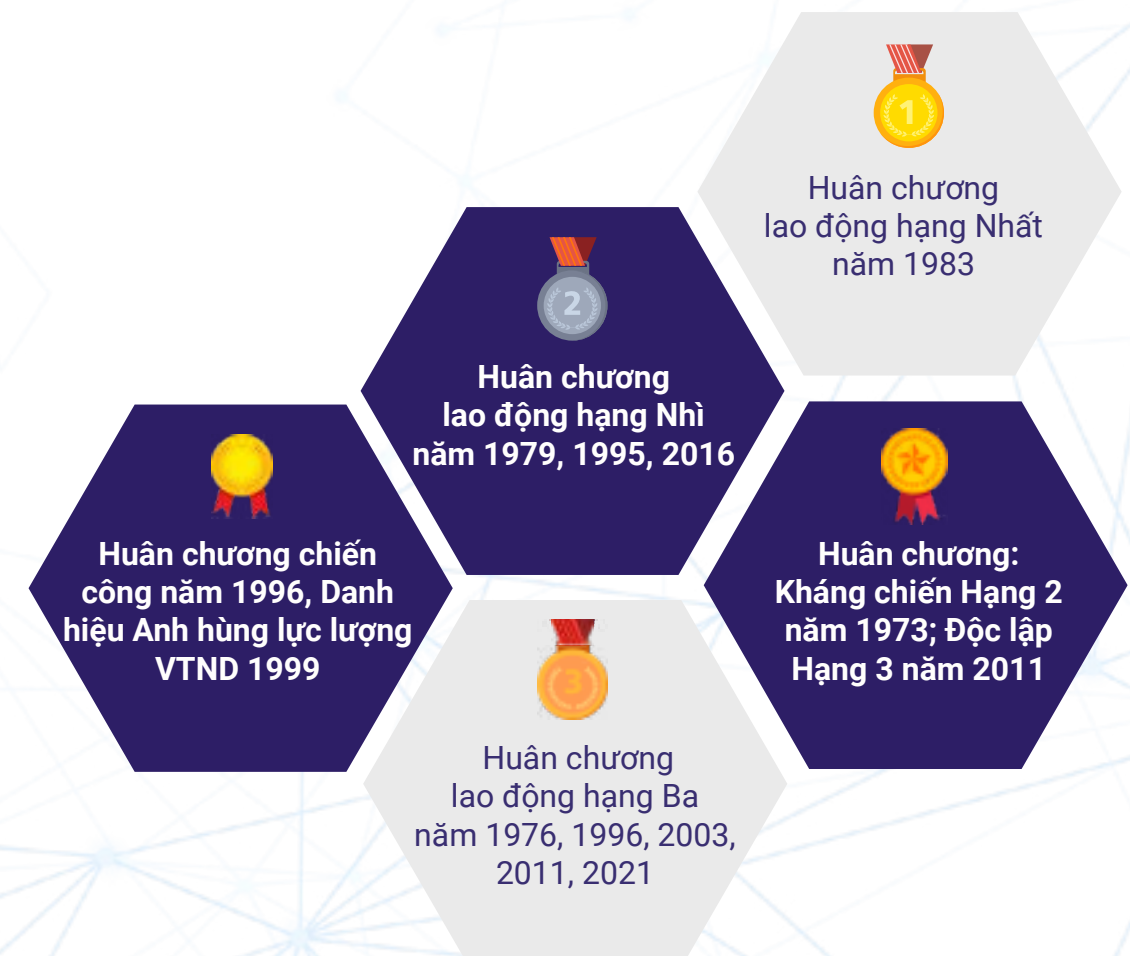 1
Huân chương
lao động hạng Nhất
năm 1983
2
Huân chương
lao động hạng Nhì
năm 1979, 1995, 2016
Huân chương chiến
công năm 1996, Danh
hiệu Anh hùng lực lượng
VTND 1999
Huân chương:
Kháng chiến Hạng 2
năm 1973; Độc lập
Hạng 3 năm 2011
3
Huân chương
lao động hạng Ba
năm 1976, 1996, 2003,
2011, 2021